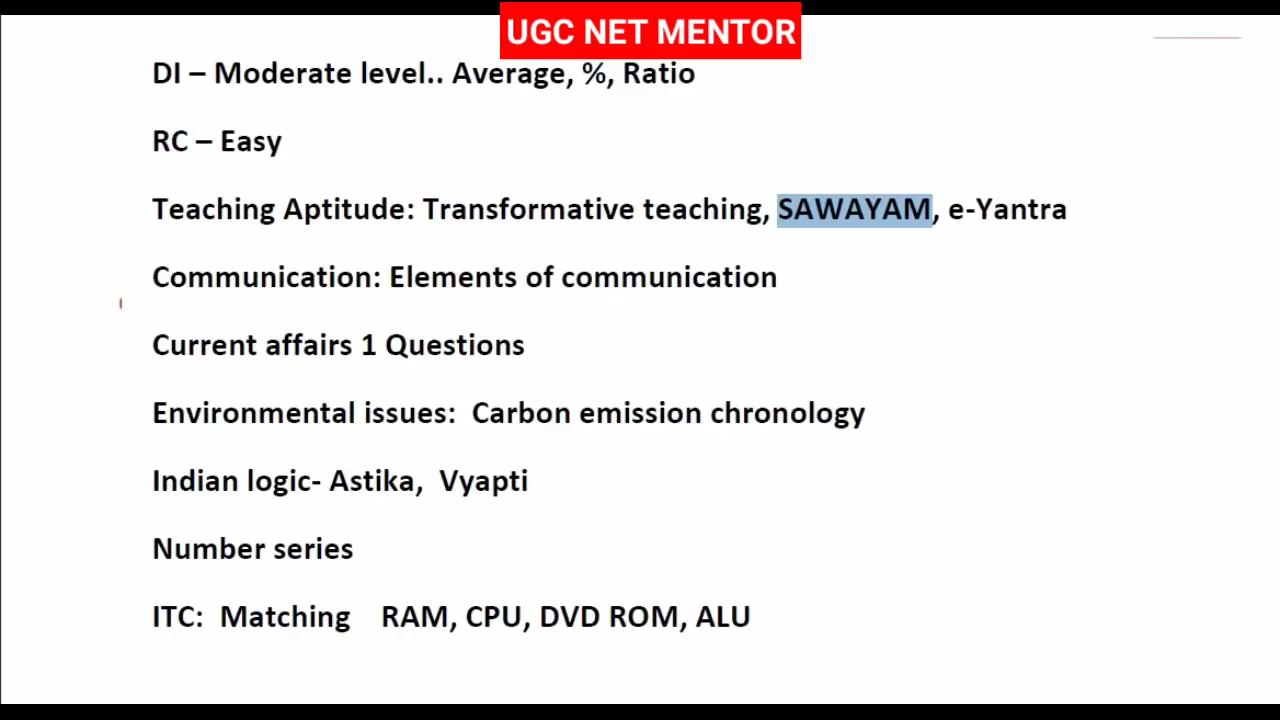 UGC NET MENTOR
DI – Moderate level.. Average, %, Ratio
RC – Easy
Teaching Aptitude: Transformative teaching, SAWAYAM, e-Yantra
Communication: Elements of communication
Current affairs 1 Questions
Environmental issues:  Carbon emission chronology
Indian logic- Astika,  Vyapti
Number series
ITC:  Matching    RAM, CPU, DVD ROM, ALU